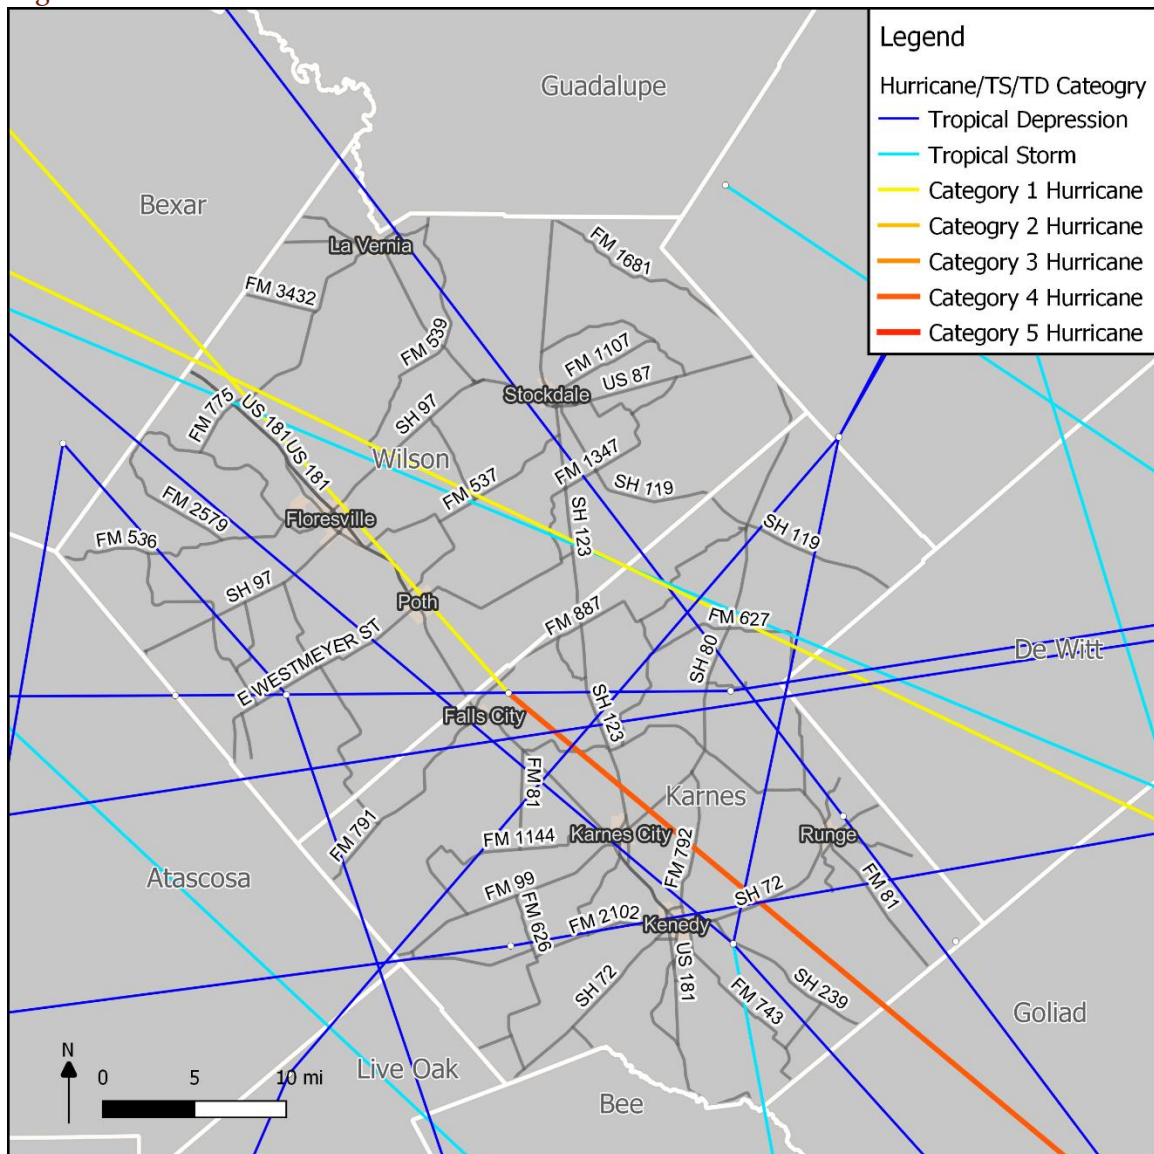 Legend
Hurricane/TS/TD Cateogry
Tropical Depression
Tropical Storm
Category 1 Hurricane
Cateogry 2 Hurricane
Category 3 Hurricane
Category 4 Hurricane
Category 5 Hurricane
Guadalupe
Bexar
La Vernia
FM 1681
FM 3432
FM 539
FM 1107
US 87
Stockdale
FM 775
US 181
US 181
SH 97
Wilson
FM 1347
FM 537
SH 119
FM 2579
Floresville
SH 123
SH 119
FM 536
SH 97
Poth
FM 887
FM 627
E WESTMEYER ST
SH 80
De Witt
Falls City
SH 123
FM 81
Karnes
FM 791
FM 1144
Karnes City
FM 792
Runge
Atascosa
FM 99
SH 72
FM 81
FM 626
FM 2102
Kenedy
SH 72
US 181
FM 743
SH 239
Goliad
Live Oak
Bee
N
0 5 10 mi